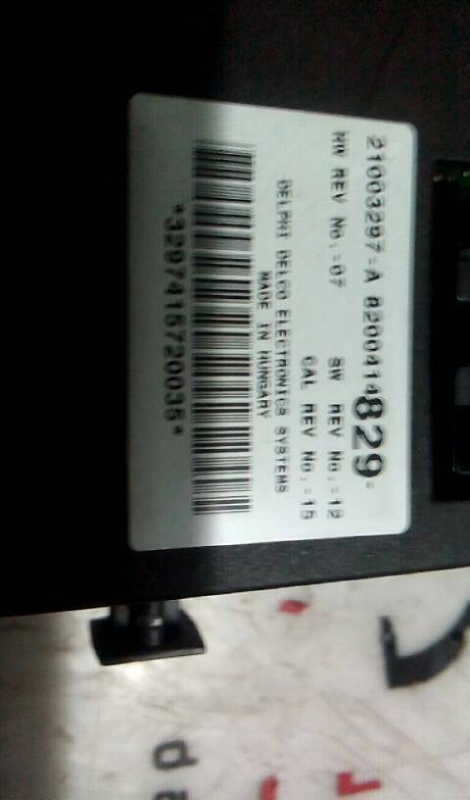 21003297-A 8200414829-
HW REV No.=07 SW REV No.=12
CAL REV No.=15
DELPHI DELCO ELECTRONICS SYSTEMS
MADE IN HUNGARY
*3297415720035*
d